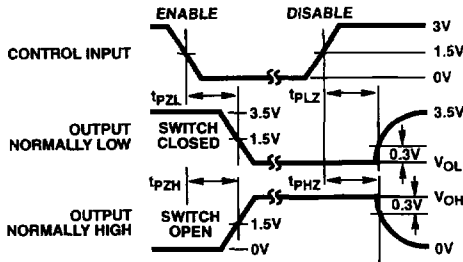 ENABLE DISABLE
3V
CONTROL INPUT 1.5V
0V
tPZL tPLZ
3.5V 3.5V
OUTPUT NORMALLY LOW
SWITCH CLOSED
1.5V
0.3V
VOL
tPZH tPHZ
VOH
0.3V
OUTPUT NORMALLY HIGH
SWITCH OPEN
1.5V
0V 0V